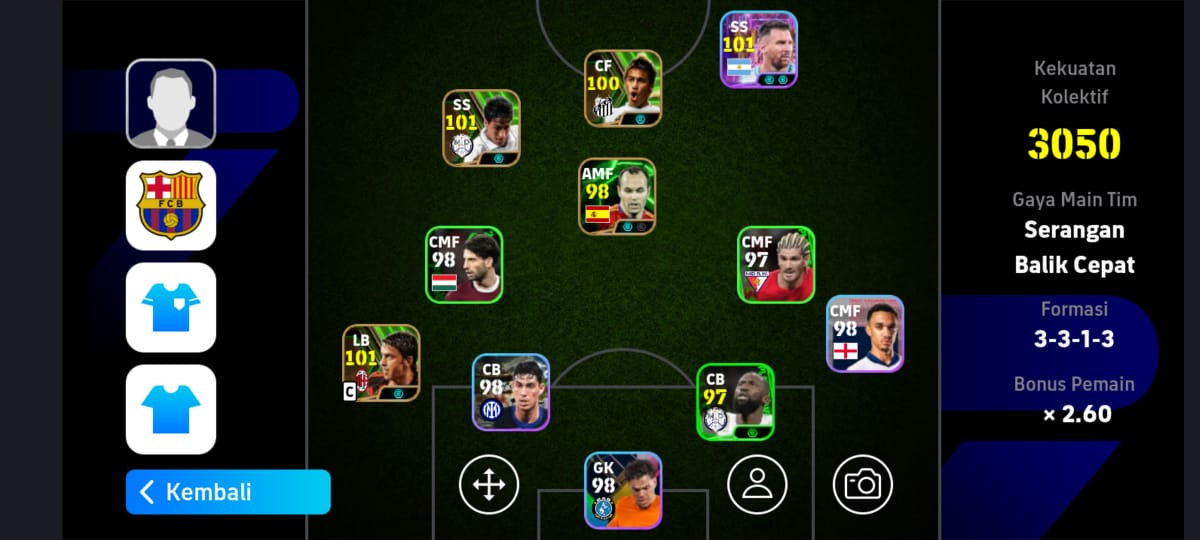 SS
101
CF
100
SS
101
AMF
98
CMF
98
CMF
97
CMF
98
LB
101
C
CB
98
CB
97
GK
98
FCB
Kembali
Kekuatan
Kolektif
3050
Gaya Main Tim
Serangan
Balik Cepat
Formasi
3-3-1-3
Bonus Pemain
× 2.60